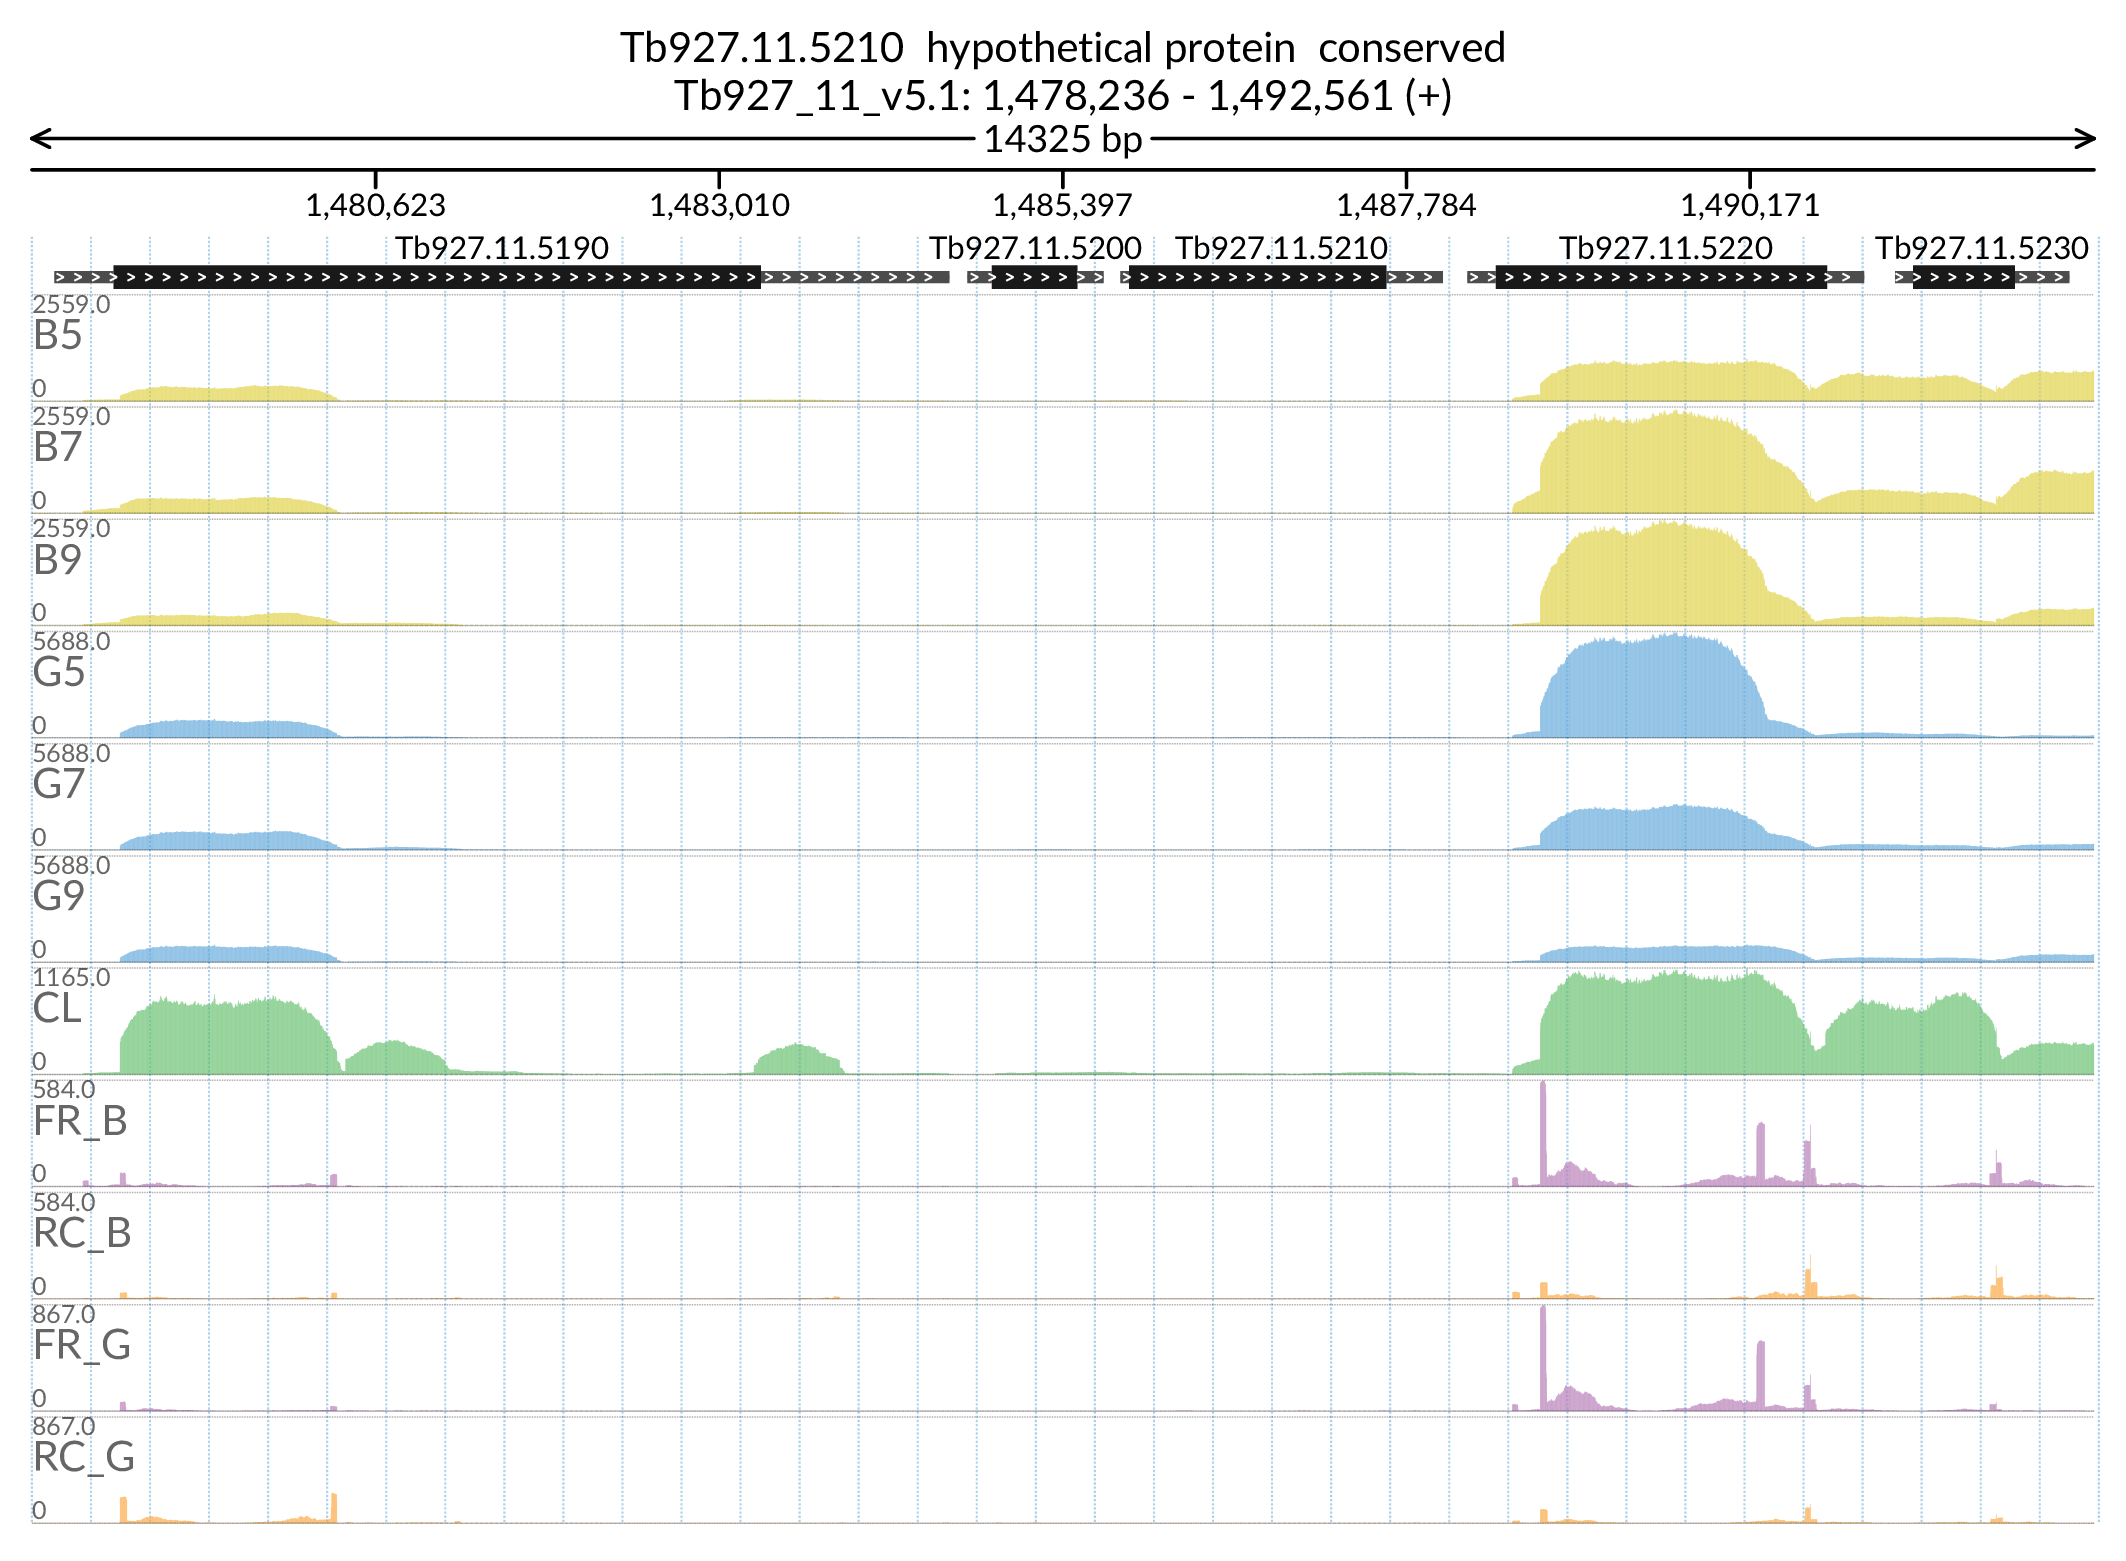 Tb927.11.5210  hypothetical protein  conserved
Tb927_11_v5.1: 1,478,236 - 1,492,561 (+)
14325 bp
1,480,623 1,483,010 1,485,397 1,487,784 1,490,171
Tb927.11.5190 Tb927.11.5200 Tb927.11.5210 Tb927.11.5220 Tb927.11.5230
2559.0
B5
0
2559.0
B7
0
2559.0
B9
0
5688.0
G5
0
5688.0
G7
0
5688.0
G9
0
1165.0
CL
0
584.0
FR_B
0
584.0
RC_B
0
867.0
FR_G
0
867.0
RC_G
0